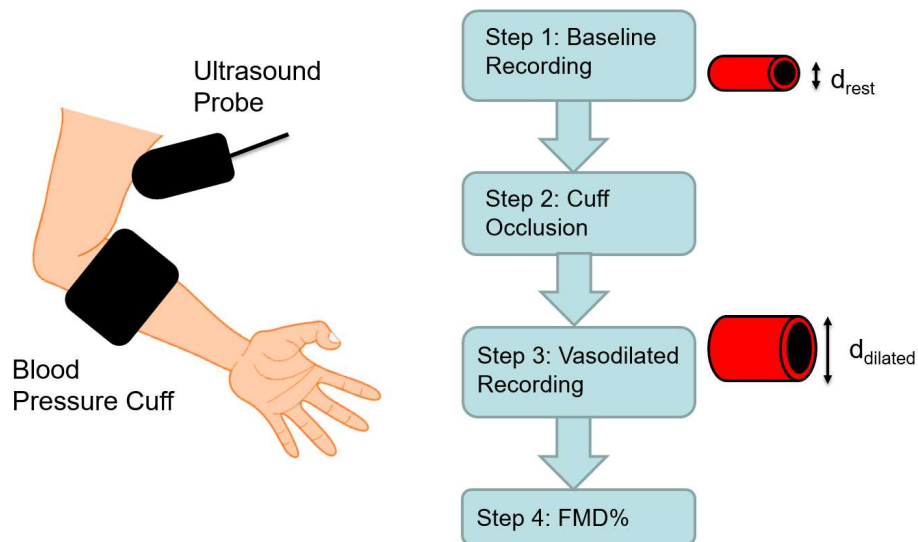 Ultrasound
Probe
Blood
Pressure Cuff
Step 1: Baseline
Recording
d_rest
Step 2: Cuff
Occlusion
Step 3: Vasodilated
Recording
d_dilated
Step 4: FMD%